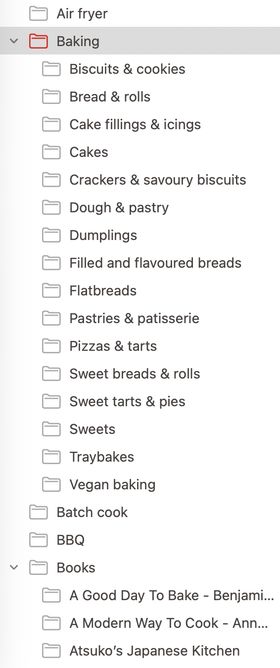 Air fryer
Baking
Biscuits & cookies
Bread & rolls
Cake fillings & icings
Cakes
Crackers & savoury biscuits
Dough & pastry
Dumplings
Filled and flavoured breads
Flatbreads
Pastries & patisserie
Pizzas & tarts
Sweet breads & rolls
Sweet tarts & pies
Sweets
Traybakes
Vegan baking
Batch cook
BBQ
Books
A Good Day To Bake - Benjami...
A Modern Way To Cook - Ann...
Atsuko’s Japanese Kitchen